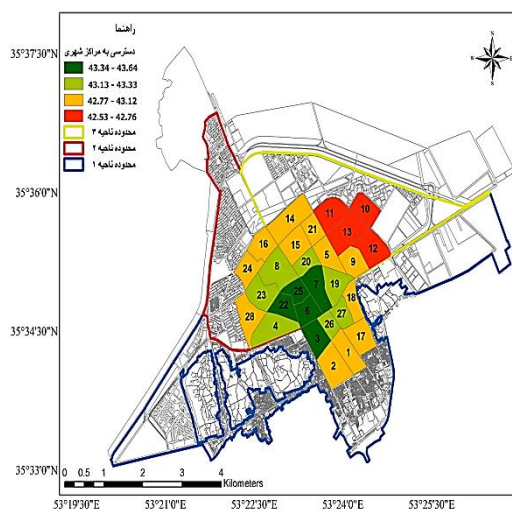 راهنما
دسترسی به مراکز شهری
43.34 - 43.64
43.13 - 43.33
42.77 - 43.12
42.53 - 42.76
محدوده ناحیه ۳
محدوده ناحیه ۲
محدوده ناحیه ۱
N
W E
S
35°37'30"N
35°36'0"N
35°34'30"N
35°33'0"N
14
11
10
21
13
16
15
12
5
9
24
8
20
7
19
25
23
18
22
6
27
28
4
26
3
17
1
2
0 0.5 1 2 3 4
Kilometers
53°19'30"E 53°21'0"E 53°22'30"E 53°24'0"E 53°25'30"E